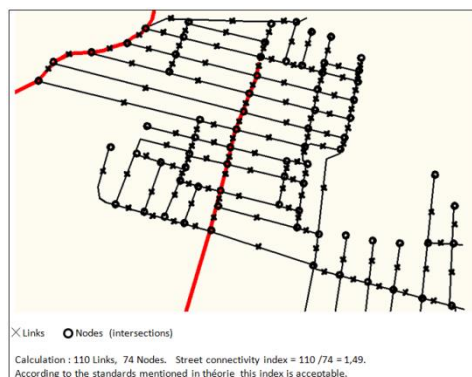 Links Nodes (intersections)
Calculation : 110 Links, 74 Nodes. Street connectivity index = 110 /74 = 1,49.
According to the standards mentioned in théorie this index is acceptable.